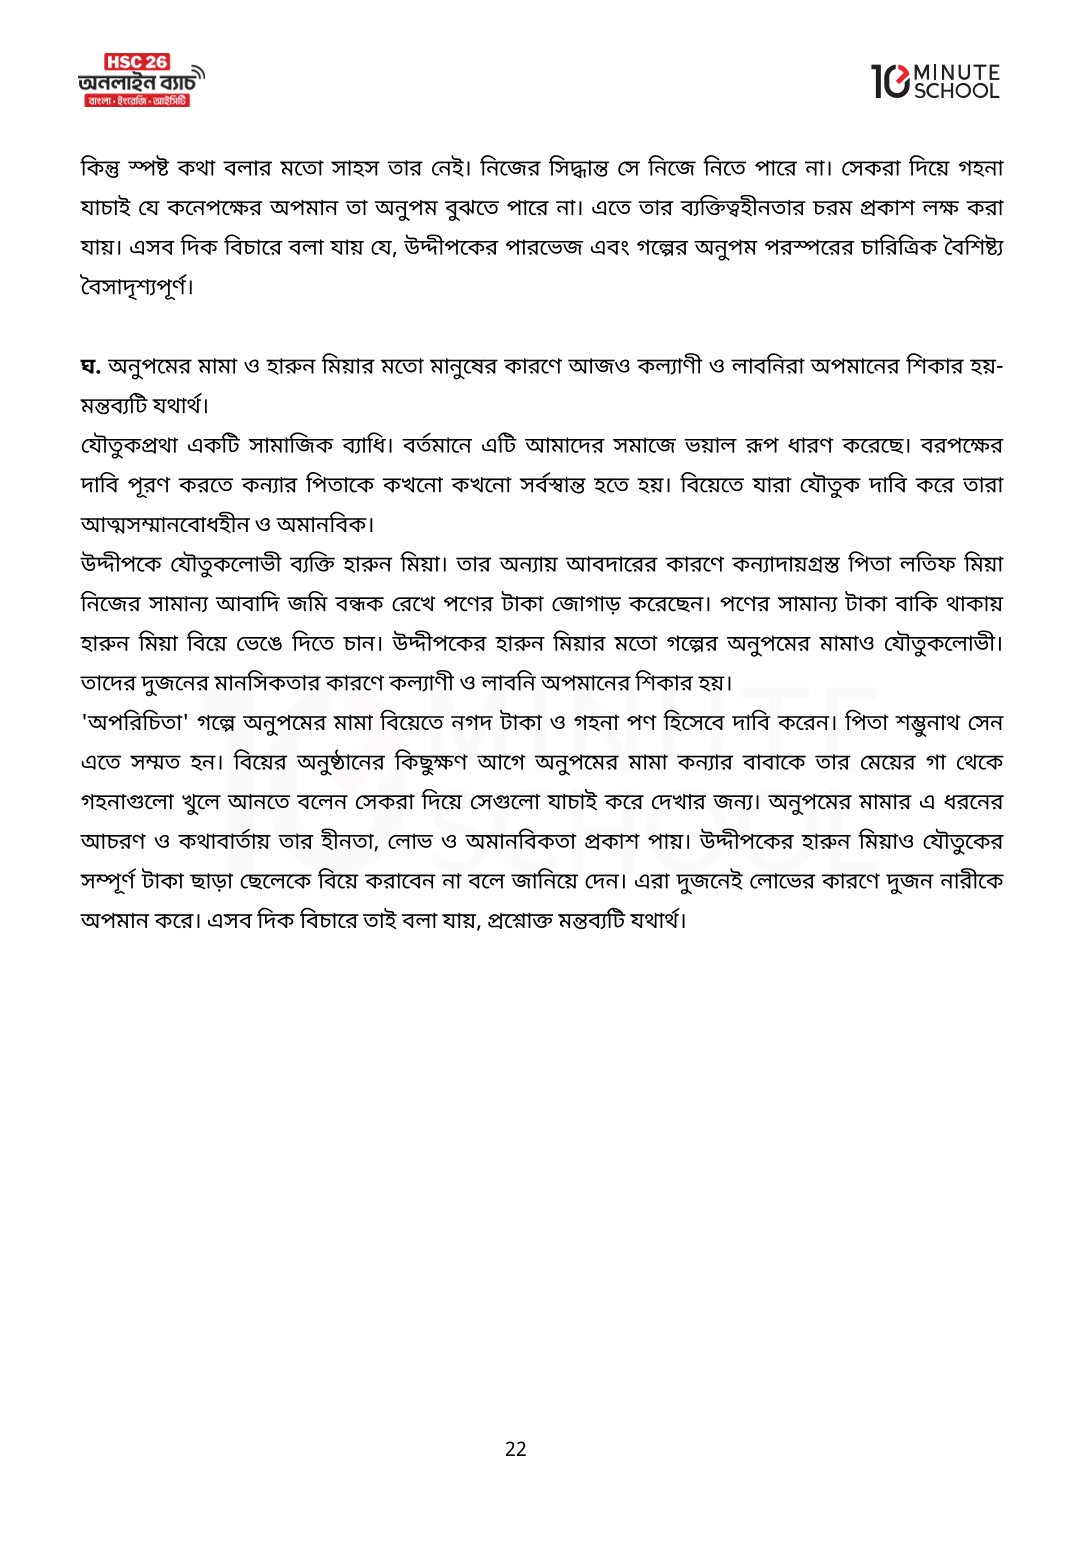 HSC 26
অনলাইন ব্যাচ
বাংলা • ইংরেজি • আইসিটি
10 MINUTE SCHOOL
কিন্তু স্পষ্ট কথা বলার মতো সাহস তার নেই। নিজের সিদ্ধান্ত সে নিজে নিতে পারে না। সেকরা দিয়ে গহনা
যাচাই যে কনেপক্ষের অপমান তা অনুপম বুঝতে পারে না। এতে তার ব্যক্তিত্বহীনতার চরম প্রকাশ লক্ষ করা
যায়। এসব দিক বিচারে বলা যায় যে, উদ্দীপকের পারভেজ এবং গল্পের অনুপম পরস্পরের চারিত্রিক বৈশিষ্ট্য
বৈসাদৃশ্যপূর্ণ।
ঘ. অনুপমের মামা ও হারুন মিয়ার মতো মানুষের কারণে আজও কল্যাণী ও লাবনিরা অপমানের শিকার হয়-
মন্তব্যটি যথার্থ।
যৌতুকপ্রথা একটি সামাজিক ব্যাধি। বর্তমানে এটি আমাদের সমাজে ভয়াল রূপ ধারণ করেছে। বরপক্ষের
দাবি পূরণ করতে কন্যার পিতাকে কখনো কখনো সর্বস্বান্ত হতে হয়। বিয়েতে যারা যৌতুক দাবি করে তারা
আত্মসম্মানবোধহীন ও অমানবিক।
উদ্দীপকে যৌতুকলোভী ব্যক্তি হারুন মিয়া। তার অন্যায় আবদারের কারণে কন্যাদায়গ্রস্ত পিতা লতিফ মিয়া
নিজের সামান্য আবাদি জমি বন্ধক রেখে পণের টাকা জোগাড় করেছেন। পণের সামান্য টাকা বাকি থাকায়
হারুন মিয়া বিয়ে ভেঙে দিতে চান। উদ্দীপকের হারুন মিয়ার মতো গল্পের অনুপমের মামাও যৌতুকলোভী।
তাদের দুজনের মানসিকতার কারণে কল্যাণী ও লাবনি অপমানের শিকার হয়।
'অপরিচিতা' গল্পে অনুপমের মামা বিয়েতে নগদ টাকা ও গহনা পণ হিসেবে দাবি করেন। পিতা শম্ভুনাথ সেন
এতে সম্মত হন। বিয়ের অনুষ্ঠানের কিছুক্ষণ আগে অনুপমের মামা কন্যার বাবাকে তার মেয়ের গা থেকে
গহনাগুলো খুলে আনতে বলেন সেকরা দিয়ে সেগুলো যাচাই করে দেখার জন্য। অনুপমের মামার এ ধরনের
আচরণ ও কথাবার্তায় তার হীনতা, লোভ ও অমানবিকতা প্রকাশ পায়। উদ্দীপকের হারুন মিয়াও যৌতুকের
সম্পূর্ণ টাকা ছাড়া ছেলেকে বিয়ে করাবেন না বলে জানিয়ে দেন। এরা দুজনেই লোভের কারণে দুজন নারীকে
অপমান করে। এসব দিক বিচারে তাই বলা যায়, প্রশ্নোক্ত মন্তব্যটি যথার্থ।
22